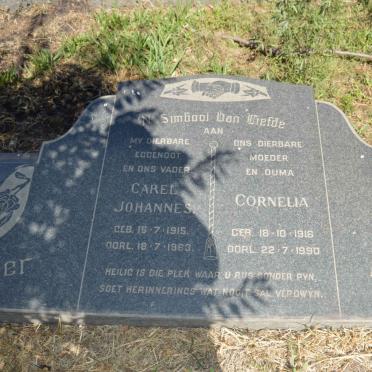 'n Simbool Van Liefde
AAN
MY DIERBARE
EGGENOOT
EN ONS VADER
CAREL
JOHANNES
GEB. 15-7-1915.
OORL. 18-7-1963.
ONS DIERBARE
MOEDER
EN OUMA
CORNELIA
GEB. 18-10-1916
OORL. 22-7-1990
HEILIG IS DIE PLEK WAAR U RUS SONDER PYN,
SOET HERINNERINGS WAT NOOIT SAL VERDWYN.
er